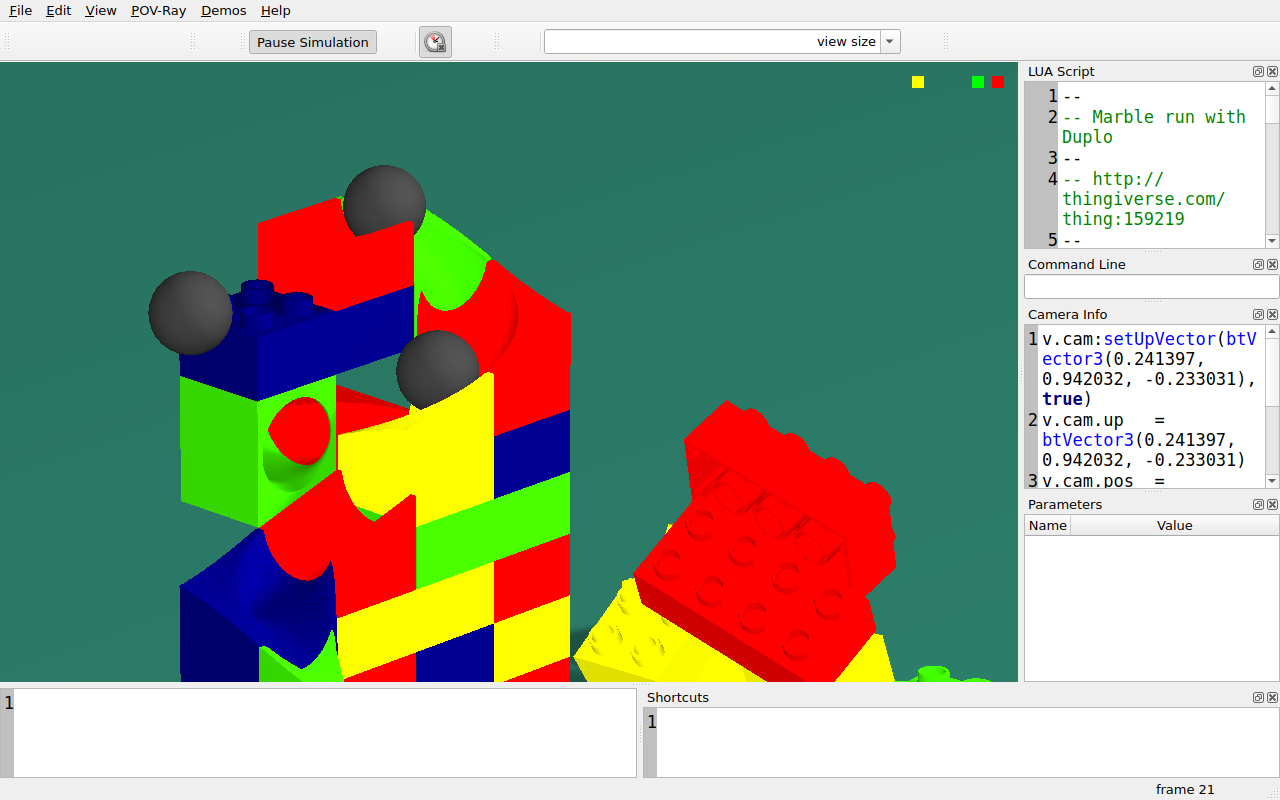 File Edit View POV-Ray Demos Help
Pause Simulation
view size
LUA Script
1 --
2 -- Marble run with
Duplo
3 --
4 -- http://
thingiverse.com/
thing:159219
5 --
Command Line
Camera Info
1 v.cam:setUpVector(btV
ector3(0.241397,
0.942032, -0.233031),
true)
2 v.cam.up   =
btVector3(0.241397,
0.942032, -0.233031)
3 v.cam.pos  =
Parameters
Name Value
1
Shortcuts
1
frame 21